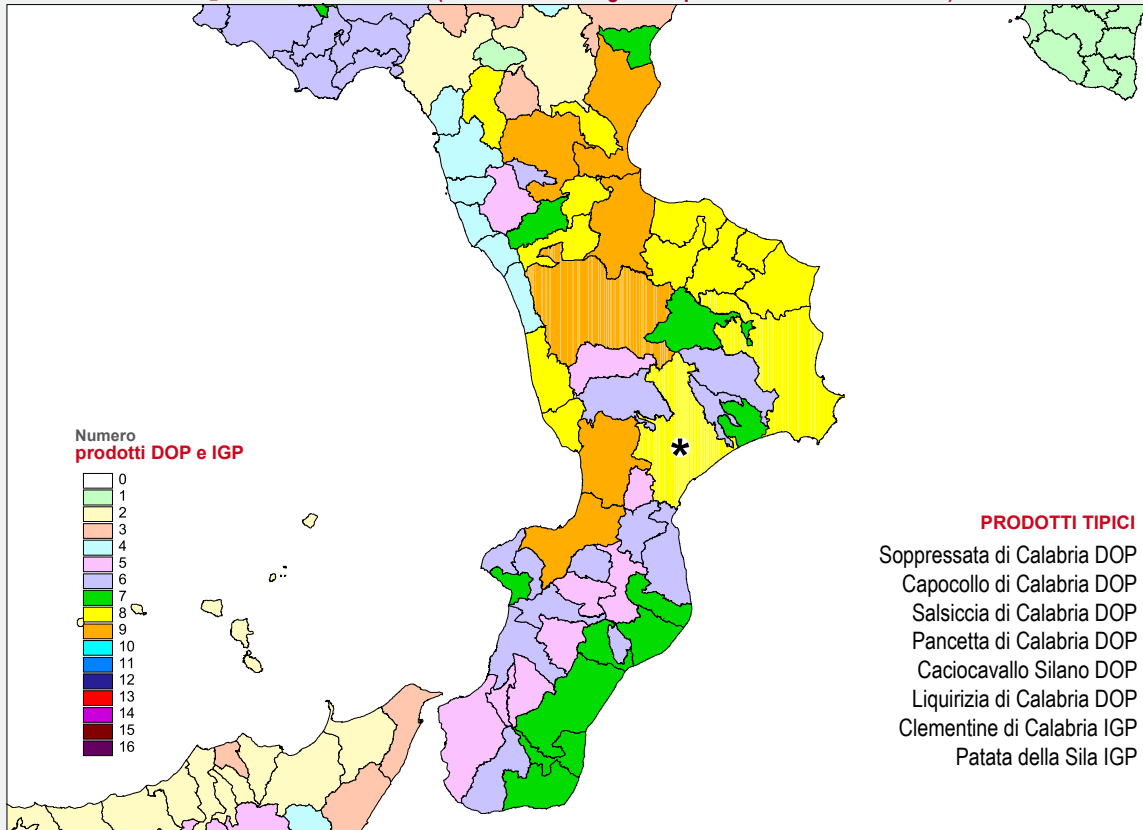 Numero
prodotti DOP e IGP
0
1
2
3
4
5
6
7
8
9
10
11
12
13
14
15
16
*
PRODOTTI TIPICI
Soppressata di Calabria DOP
Capocollo di Calabria DOP
Salsiccia di Calabria DOP
Pancetta di Calabria DOP
Caciocavallo Silano DOP
Liquirizia di Calabria DOP
Clementine di Calabria IGP
Patata della Sila IGP